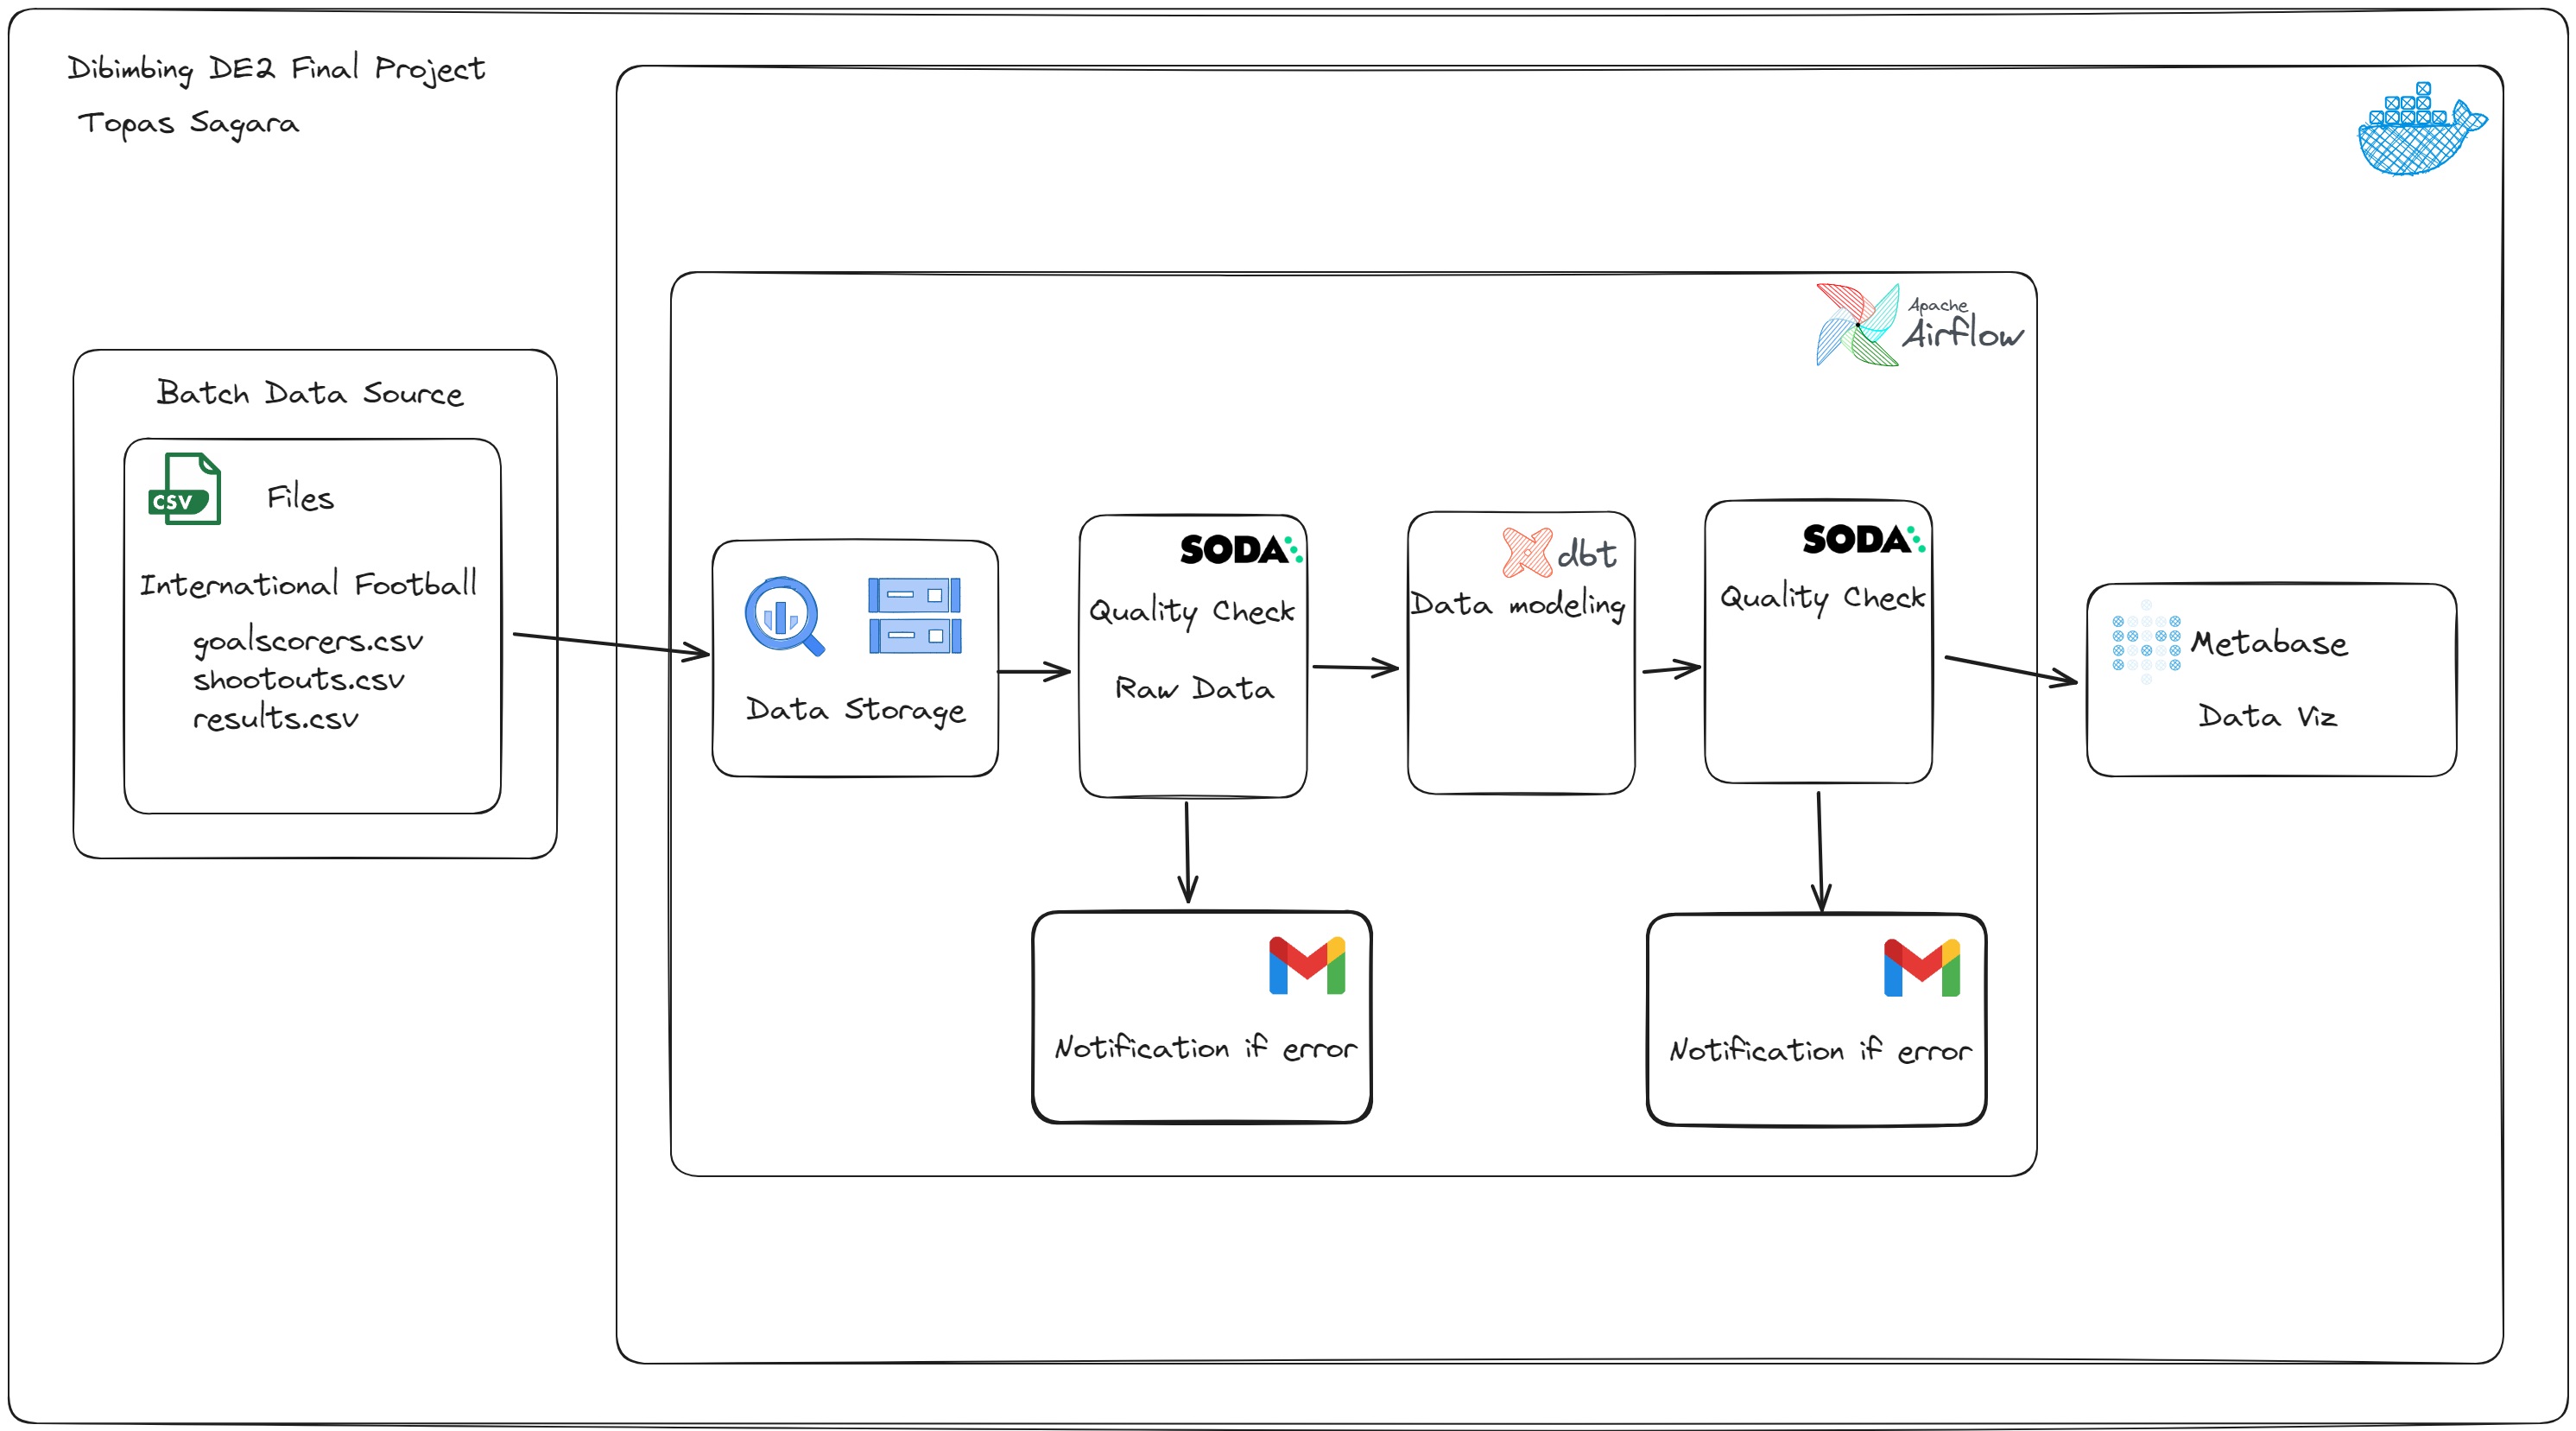 Dibimbing DE2 Final Project
Topas Sagara
Apache
Airflow
Batch Data Source
CSV
Files
International Football
goalscorers.csv
shootouts.csv
results.csv
Data Storage
SODA
Quality Check
Raw Data
dbt
Data modeling
SODA
Quality Check
Metabase
Data Viz
Notification if error
Notification if error